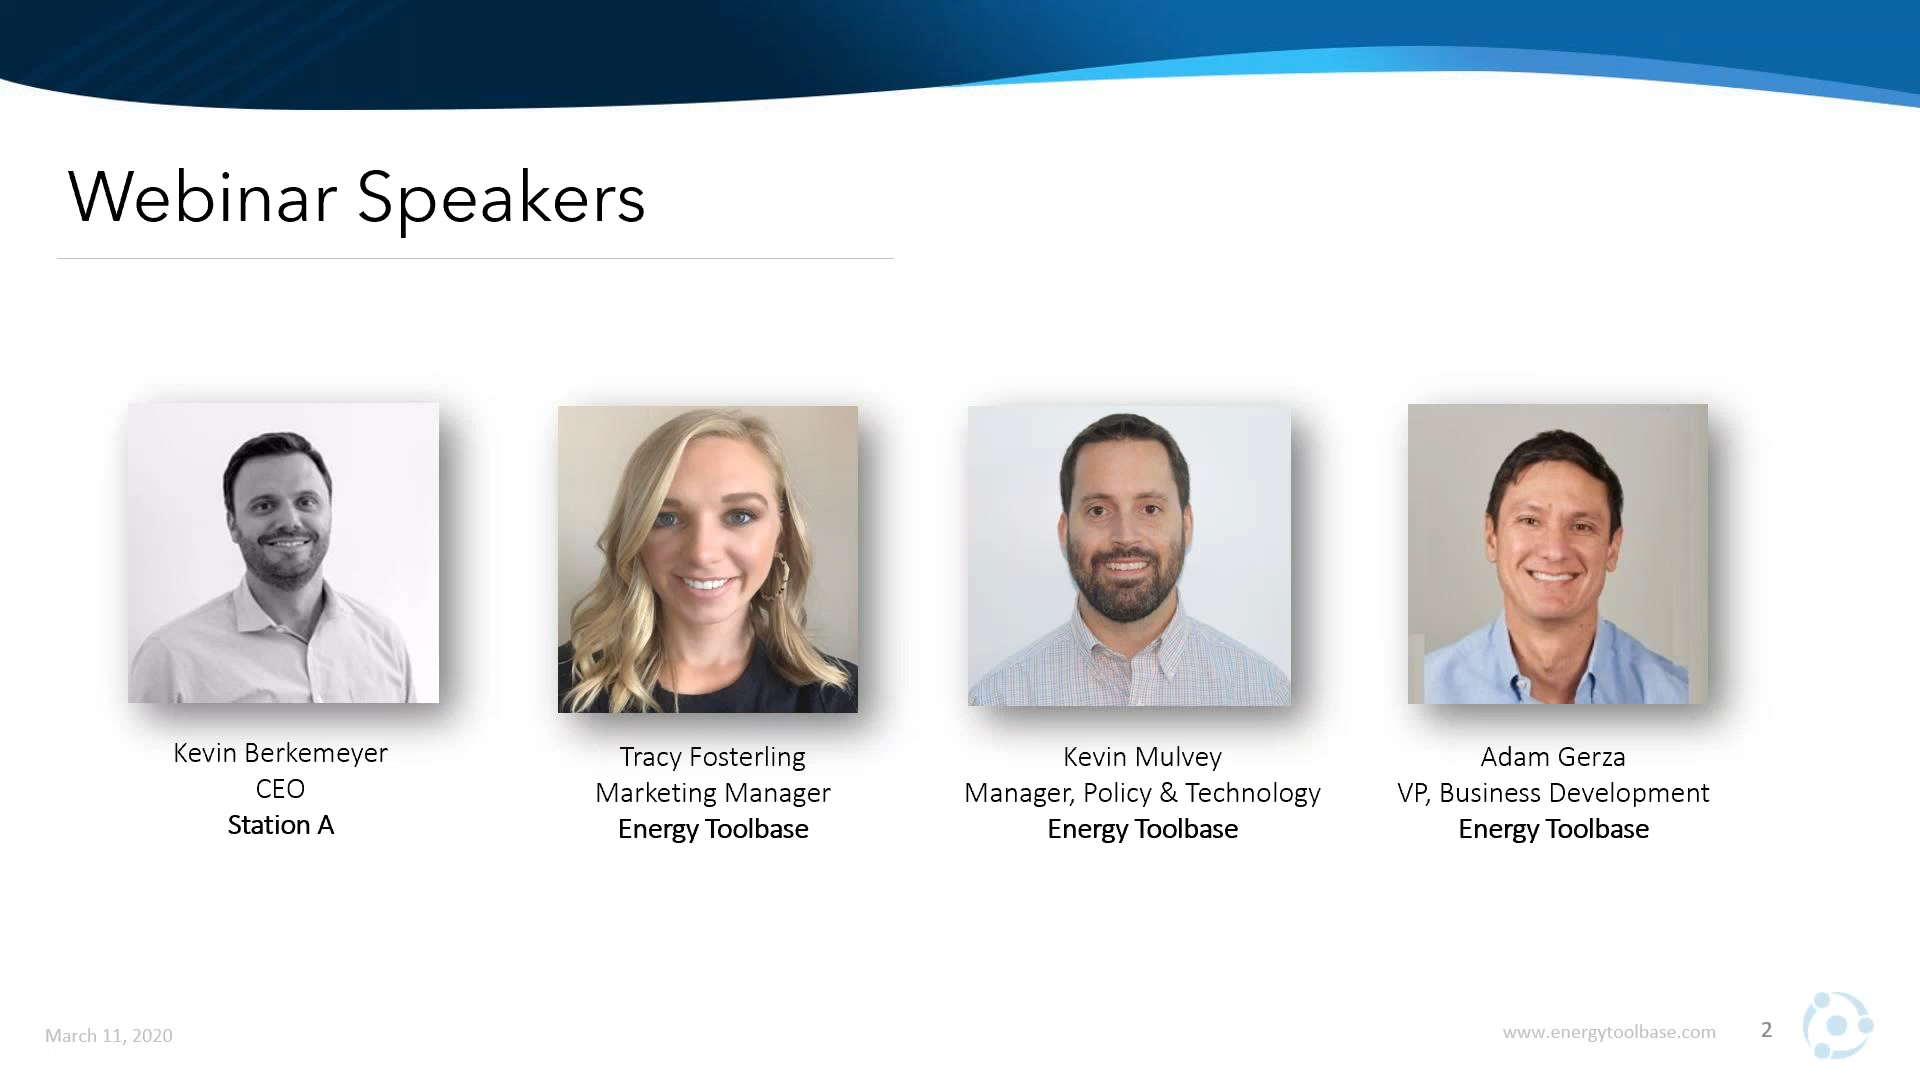 Webinar Speakers
Kevin Berkemeyer
CEO
Station A
Tracy Fosterling
Marketing Manager
Energy Toolbase
Kevin Mulvey
Manager, Policy & Technology
Energy Toolbase
Adam Gerza
VP, Business Development
Energy Toolbase
March 11, 2020
www.energytoolbase.com
2